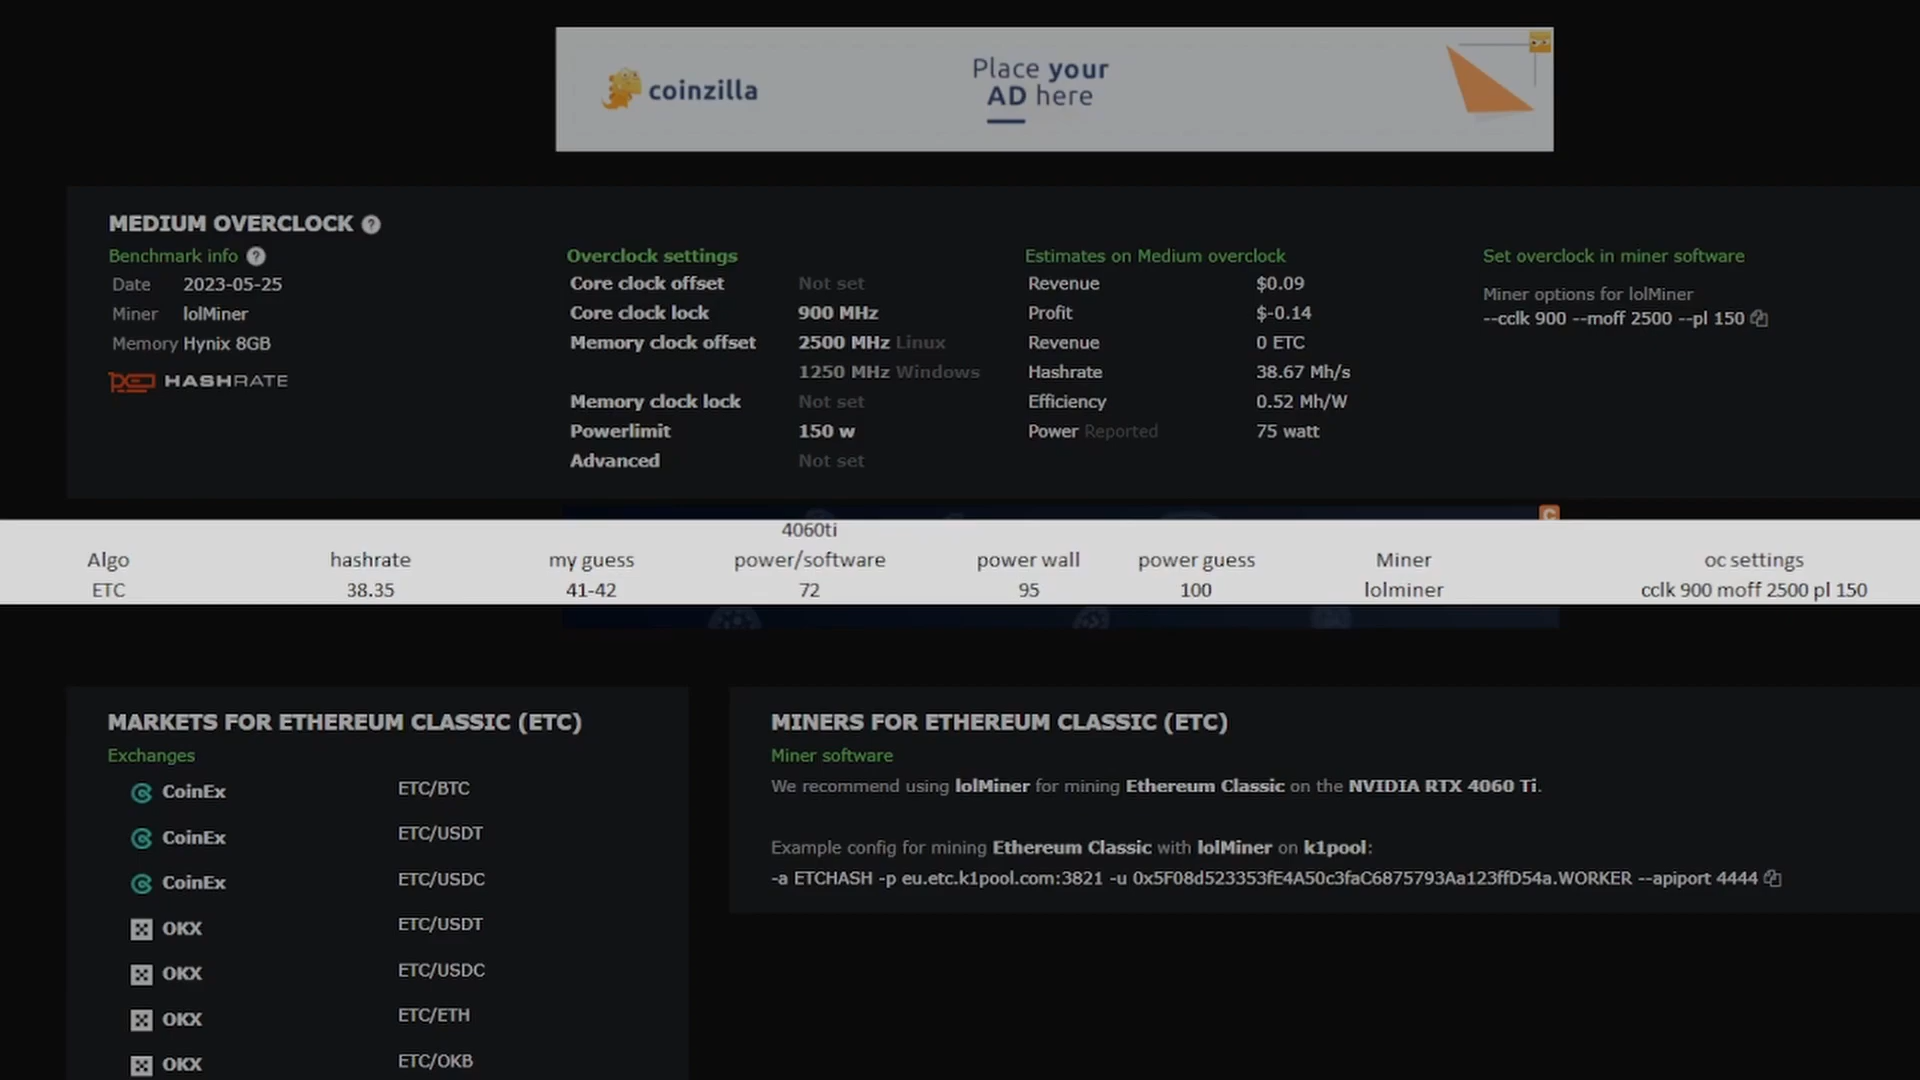 coinzilla
Place your
AD here
MEDIUM OVERCLOCK ?
Benchmark info ?
Date 2023-05-25
Miner lolMiner
Memory Hynix 8GB
HASHRATE
Overclock settings
Core clock offset Not set
Core clock lock 900 MHz
Memory clock offset 2500 MHz Linux
1250 MHz Windows
Memory clock lock Not set
Powerlimit 150 w
Advanced Not set
Estimates on Medium overclock
Revenue $0.09
Profit $-0.14
Revenue 0 ETC
Hashrate 38.67 Mh/s
Efficiency 0.52 Mh/W
Power Reported 75 watt
Set overclock in miner software
Miner options for lolMiner
--cclk 900 --moff 2500 --pl 150
4060ti
Algo hashrate my guess power/software power wall power guess Miner oc settings
ETC 38.35 41-42 72 95 100 lolminer cclk 900 moff 2500 pl 150
MARKETS FOR ETHEREUM CLASSIC (ETC)
Exchanges
CoinEx ETC/BTC
CoinEx ETC/USDT
CoinEx ETC/USDC
OKX ETC/USDT
OKX ETC/USDC
OKX ETC/ETH
OKX ETC/OKB
MINERS FOR ETHEREUM CLASSIC (ETC)
Miner software
We recommend using lolMiner for mining Ethereum Classic on the NVIDIA RTX 4060 Ti.
Example config for mining Ethereum Classic with lolMiner on k1pool:
-a ETCHASH -p eu.etc.k1pool.com:3821 -u 0x5F08d523353fE4A50c3faC6875793Aa123ffD54a.WORKER --apiport 4444